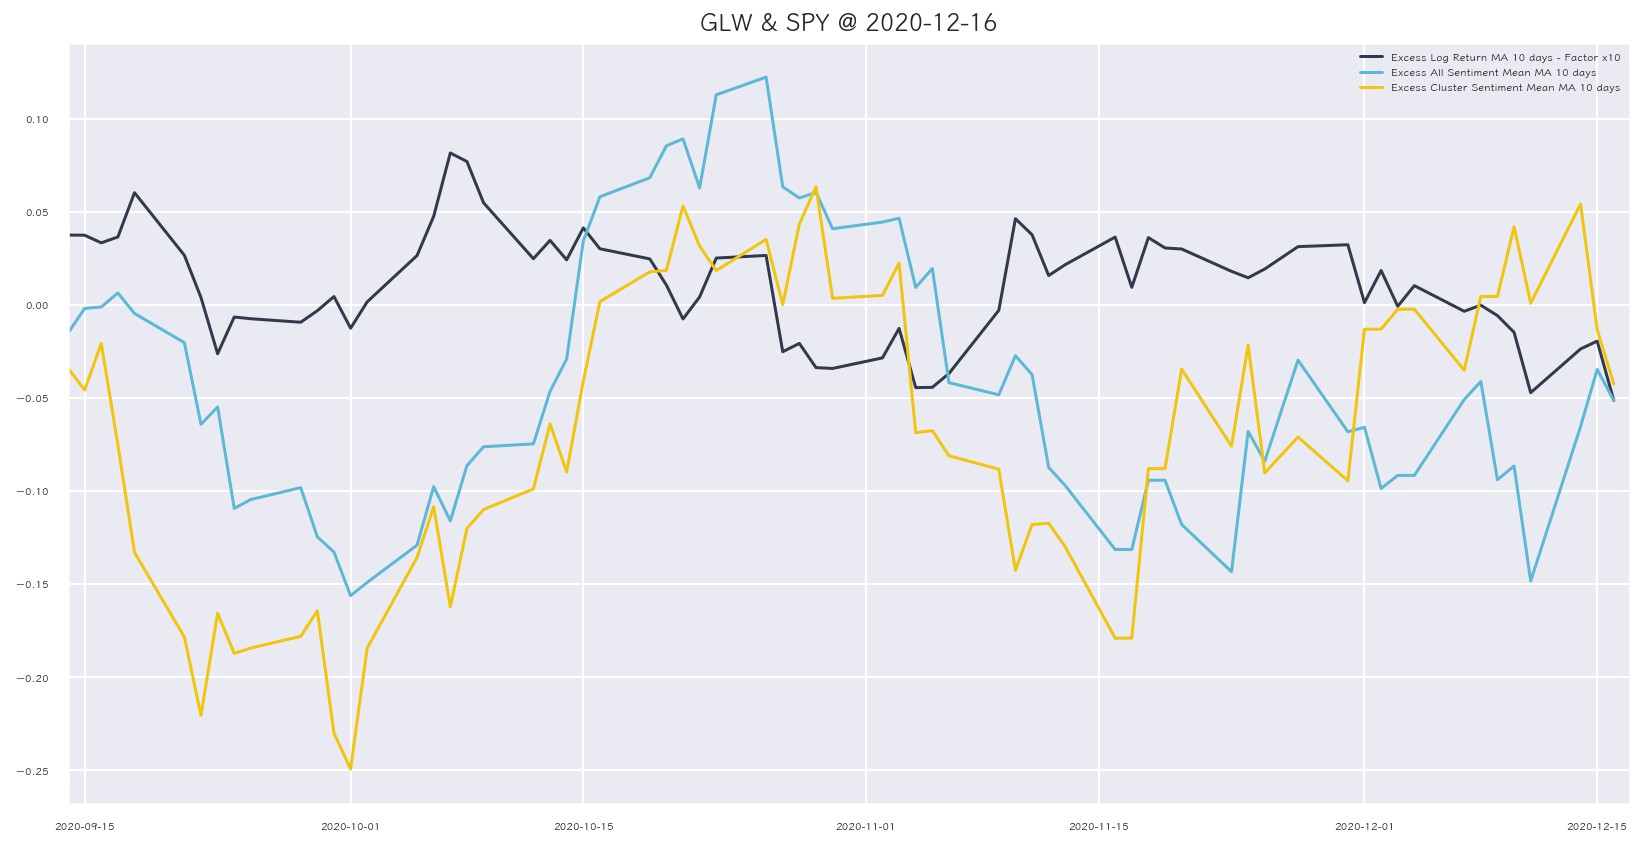 GLW & SPY @ 2020-12-16
Excess Log Return MA 10 days - Factor x10
Excess All Sentiment Mean MA 10 days
Excess Cluster Sentiment Mean MA 10 days
0.10
0.05
0.00
−0.05
−0.10
−0.15
−0.20
−0.25
2020-09-15 2020-10-01 2020-10-15 2020-11-01 2020-11-15 2020-12-01 2020-12-15